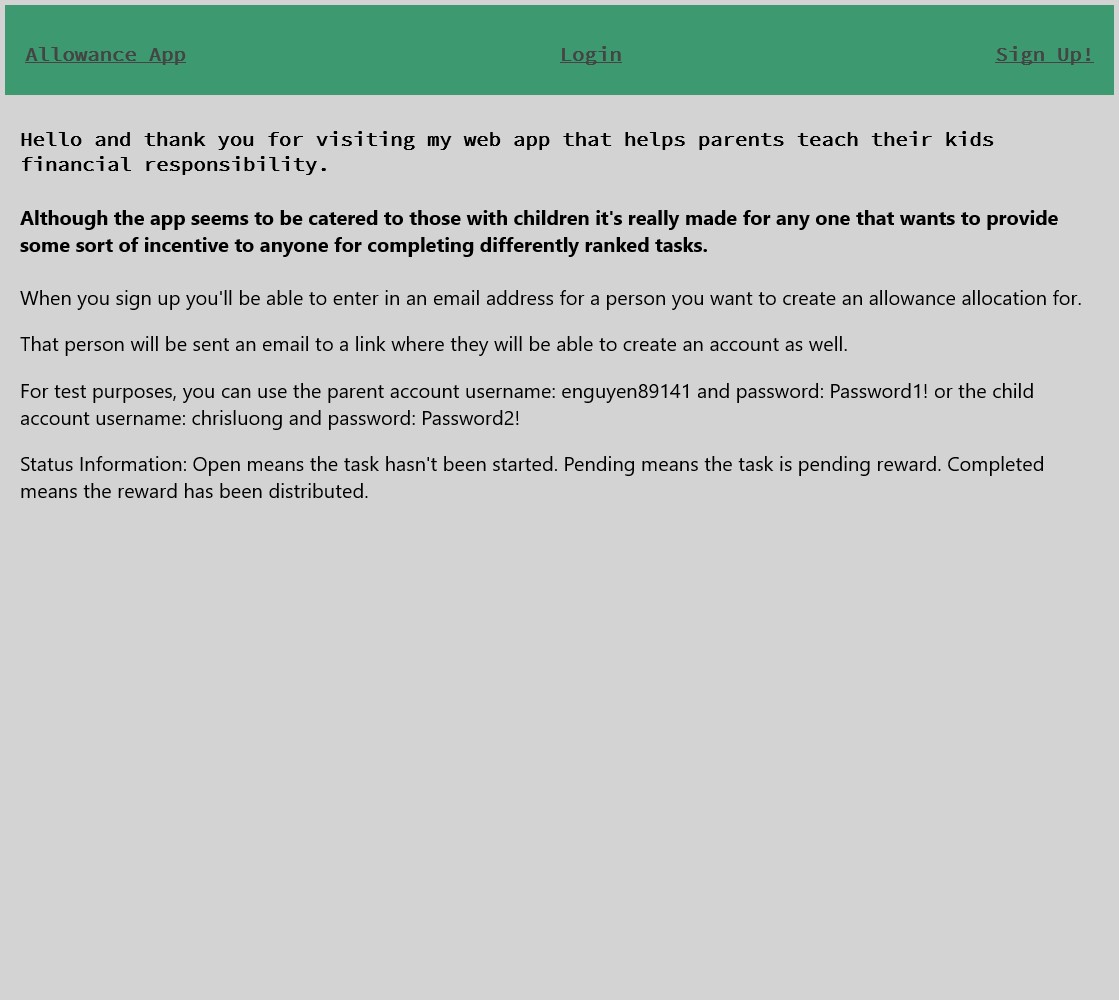 Allowance App Login Sign Up!
Hello and thank you for visiting my web app that helps parents teach their kids
financial responsibility.
Although the app seems to be catered to those with children it's really made for any one that wants to provide
some sort of incentive to anyone for completing differently ranked tasks.
When you sign up you'll be able to enter in an email address for a person you want to create an allowance allocation for.
That person will be sent an email to a link where they will be able to create an account as well.
For test purposes, you can use the parent account username: enguyen89141 and password: Password1! or the child
account username: chrisluong and password: Password2!
Status Information: Open means the task hasn't been started. Pending means the task is pending reward. Completed
means the reward has been distributed.